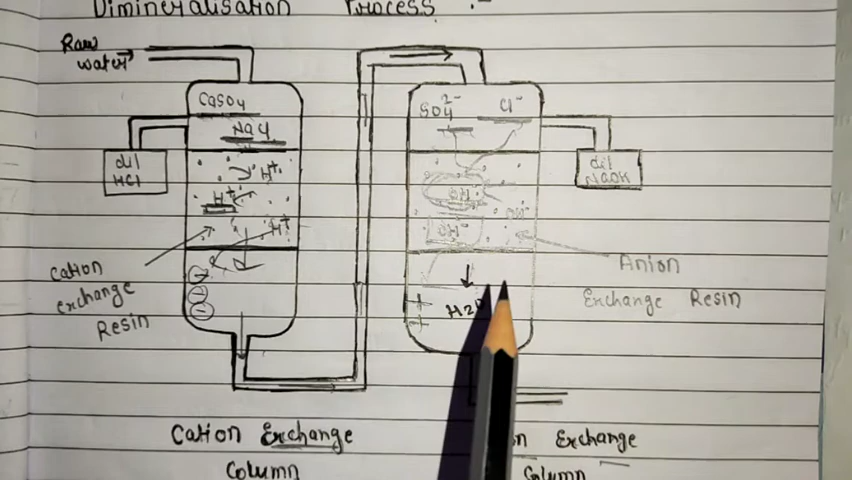 Dimineralisation Process :-
Raw
water
CaSO4
NaCl
dil
HCl
H+
H+
H+
Cation
exchange
Resin
SO4 2-
Cl-
dil
NaOH
OH-
OH-
Anion
Exchange Resin
H2O
Cation Exchange
Column
Exchange
Column